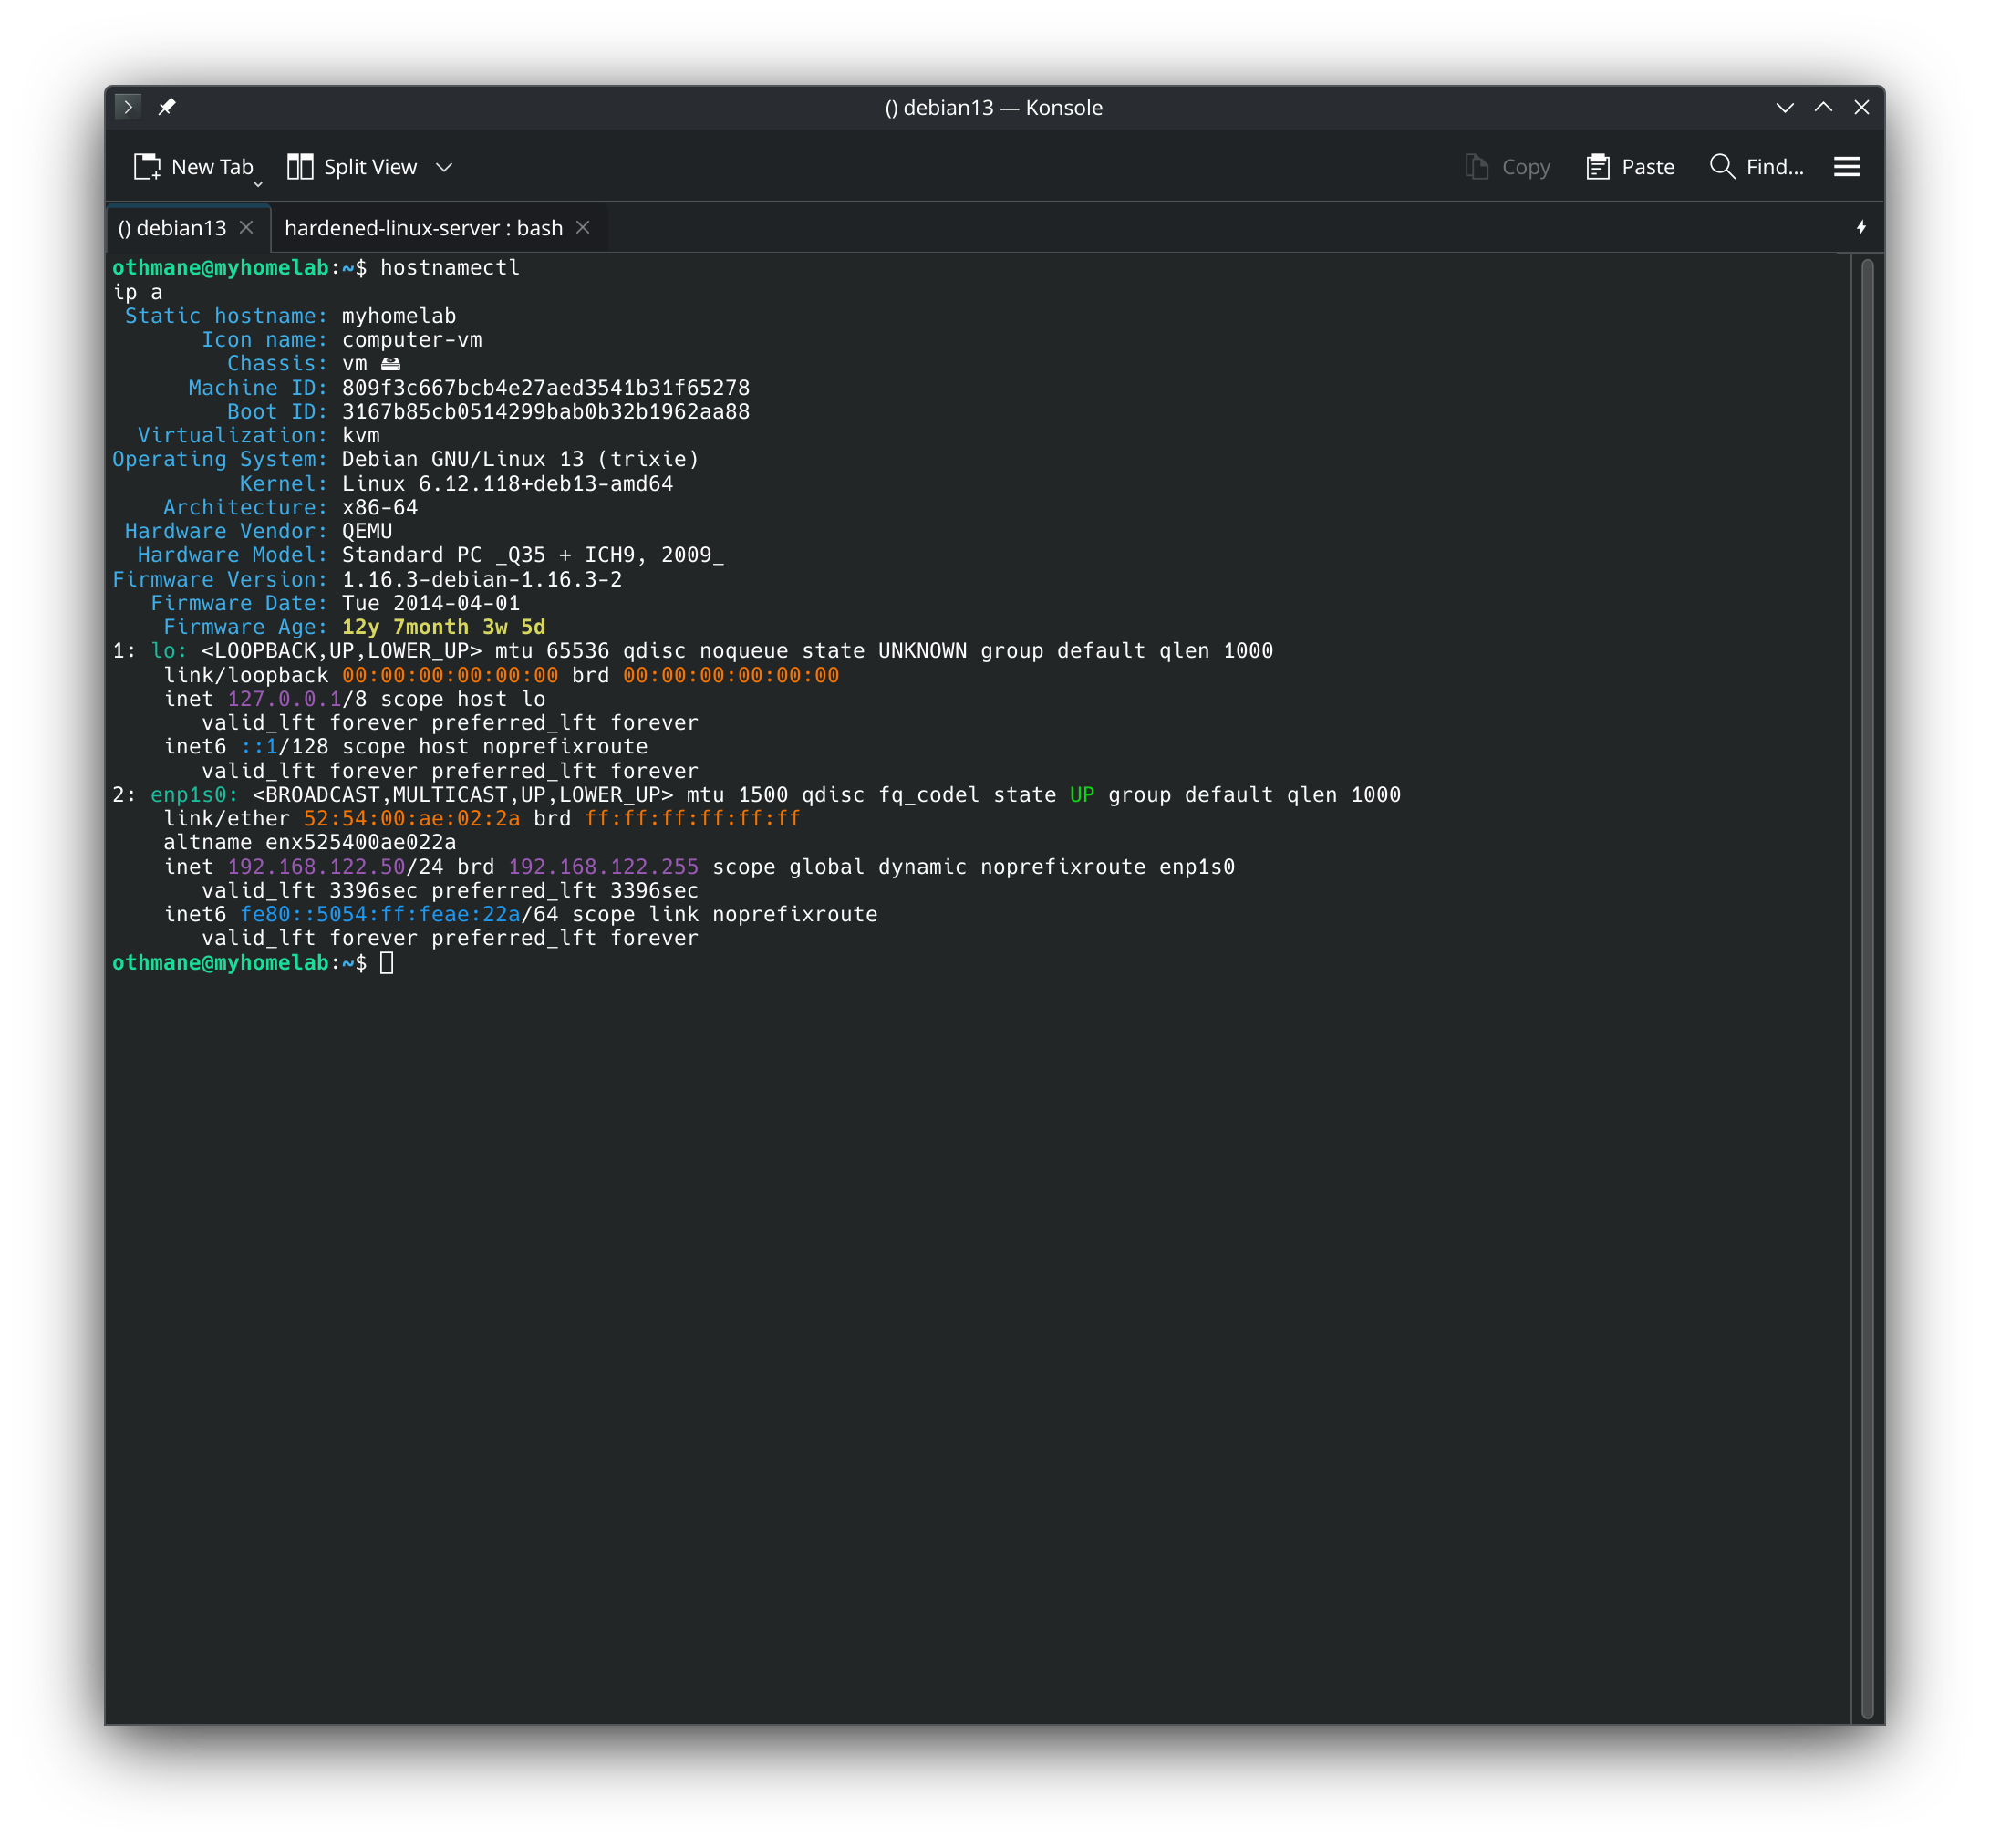 () debian13 — Konsole
New Tab Split View Copy Paste Find...
() debian13 hardened-linux-server : bash
othmane@myhomelab:~$ hostnamectl
ip a
Static hostname: myhomelab
Icon name: computer-vm
Chassis: vm 🖴
Machine ID: 809f3c667bcb4e27aed3541b31f65278
Boot ID: 3167b85cb0514299bab0b32b1962aa88
Virtualization: kvm
Operating System: Debian GNU/Linux 13 (trixie)
Kernel: Linux 6.12.118+deb13-amd64
Architecture: x86-64
Hardware Vendor: QEMU
Hardware Model: Standard PC _Q35 + ICH9, 2009_
Firmware Version: 1.16.3-debian-1.16.3-2
Firmware Date: Tue 2014-04-01
Firmware Age: 12y 7month 3w 5d
1: lo: <LOOPBACK,UP,LOWER_UP> mtu 65536 qdisc noqueue state UNKNOWN group default qlen 1000
link/loopback 00:00:00:00:00:00 brd 00:00:00:00:00:00
inet 127.0.0.1/8 scope host lo
valid_lft forever preferred_lft forever
inet6 ::1/128 scope host noprefixroute
valid_lft forever preferred_lft forever
2: enp1s0: <BROADCAST,MULTICAST,UP,LOWER_UP> mtu 1500 qdisc fq_codel state UP group default qlen 1000
link/ether 52:54:00:ae:02:2a brd ff:ff:ff:ff:ff:ff
altname enx525400ae022a
inet 192.168.122.50/24 brd 192.168.122.255 scope global dynamic noprefixroute enp1s0
valid_lft 3396sec preferred_lft 3396sec
inet6 fe80::5054:ff:feae:22a/64 scope link noprefixroute
valid_lft forever preferred_lft forever
othmane@myhomelab:~$